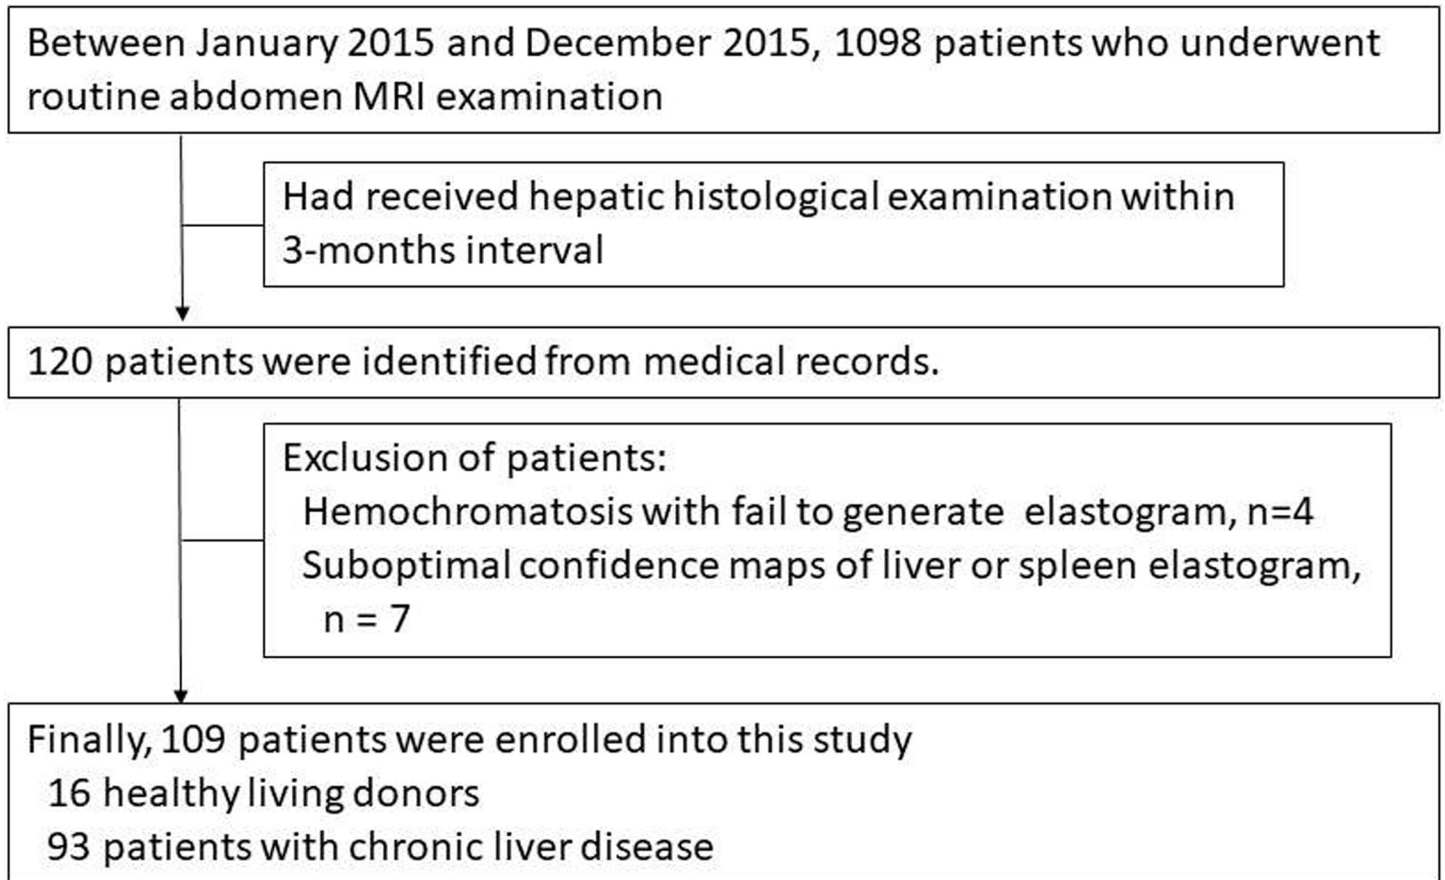 Between January 2015 and December 2015, 1098 patients who underwent
routine abdomen MRI examination
Had received hepatic histological examination within
3-months interval
120 patients were identified from medical records.
Exclusion of patients:
Hemochromatosis with fail to generate elastogram, n=4
Suboptimal confidence maps of liver or spleen elastogram,
n = 7
Finally, 109 patients were enrolled into this study
16 healthy living donors
93 patients with chronic liver disease